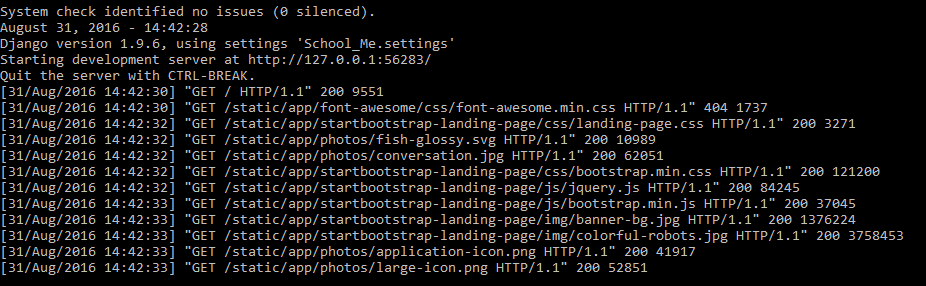 System check identified no issues (0 silenced).
August 31, 2016 - 14:42:28
Django version 1.9.6, using settings 'School_Me.settings'
Starting development server at http://127.0.0.1:56283/
Quit the server with CTRL-BREAK.
[31/Aug/2016 14:42:30] "GET / HTTP/1.1" 200 9551
[31/Aug/2016 14:42:30] "GET /static/app/font-awesome/css/font-awesome.min.css HTTP/1.1" 404 1737
[31/Aug/2016 14:42:32] "GET /static/app/startbootstrap-landing-page/css/landing-page.css HTTP/1.1" 200 3271
[31/Aug/2016 14:42:32] "GET /static/app/photos/fish-glossy.svg HTTP/1.1" 200 10989
[31/Aug/2016 14:42:32] "GET /static/app/photos/conversation.jpg HTTP/1.1" 200 62051
[31/Aug/2016 14:42:32] "GET /static/app/startbootstrap-landing-page/css/bootstrap.min.css HTTP/1.1" 200 121200
[31/Aug/2016 14:42:32] "GET /static/app/startbootstrap-landing-page/js/jquery.js HTTP/1.1" 200 84245
[31/Aug/2016 14:42:33] "GET /static/app/startbootstrap-landing-page/js/bootstrap.min.js HTTP/1.1" 200 37045
[31/Aug/2016 14:42:33] "GET /static/app/startbootstrap-landing-page/img/banner-bg.jpg HTTP/1.1" 200 1376224
[31/Aug/2016 14:42:33] "GET /static/app/startbootstrap-landing-page/img/colorful-robots.jpg HTTP/1.1" 200 3758453
[31/Aug/2016 14:42:33] "GET /static/app/photos/application-icon.png HTTP/1.1" 200 41917
[31/Aug/2016 14:42:33] "GET /static/app/photos/large-icon.png HTTP/1.1" 200 52851